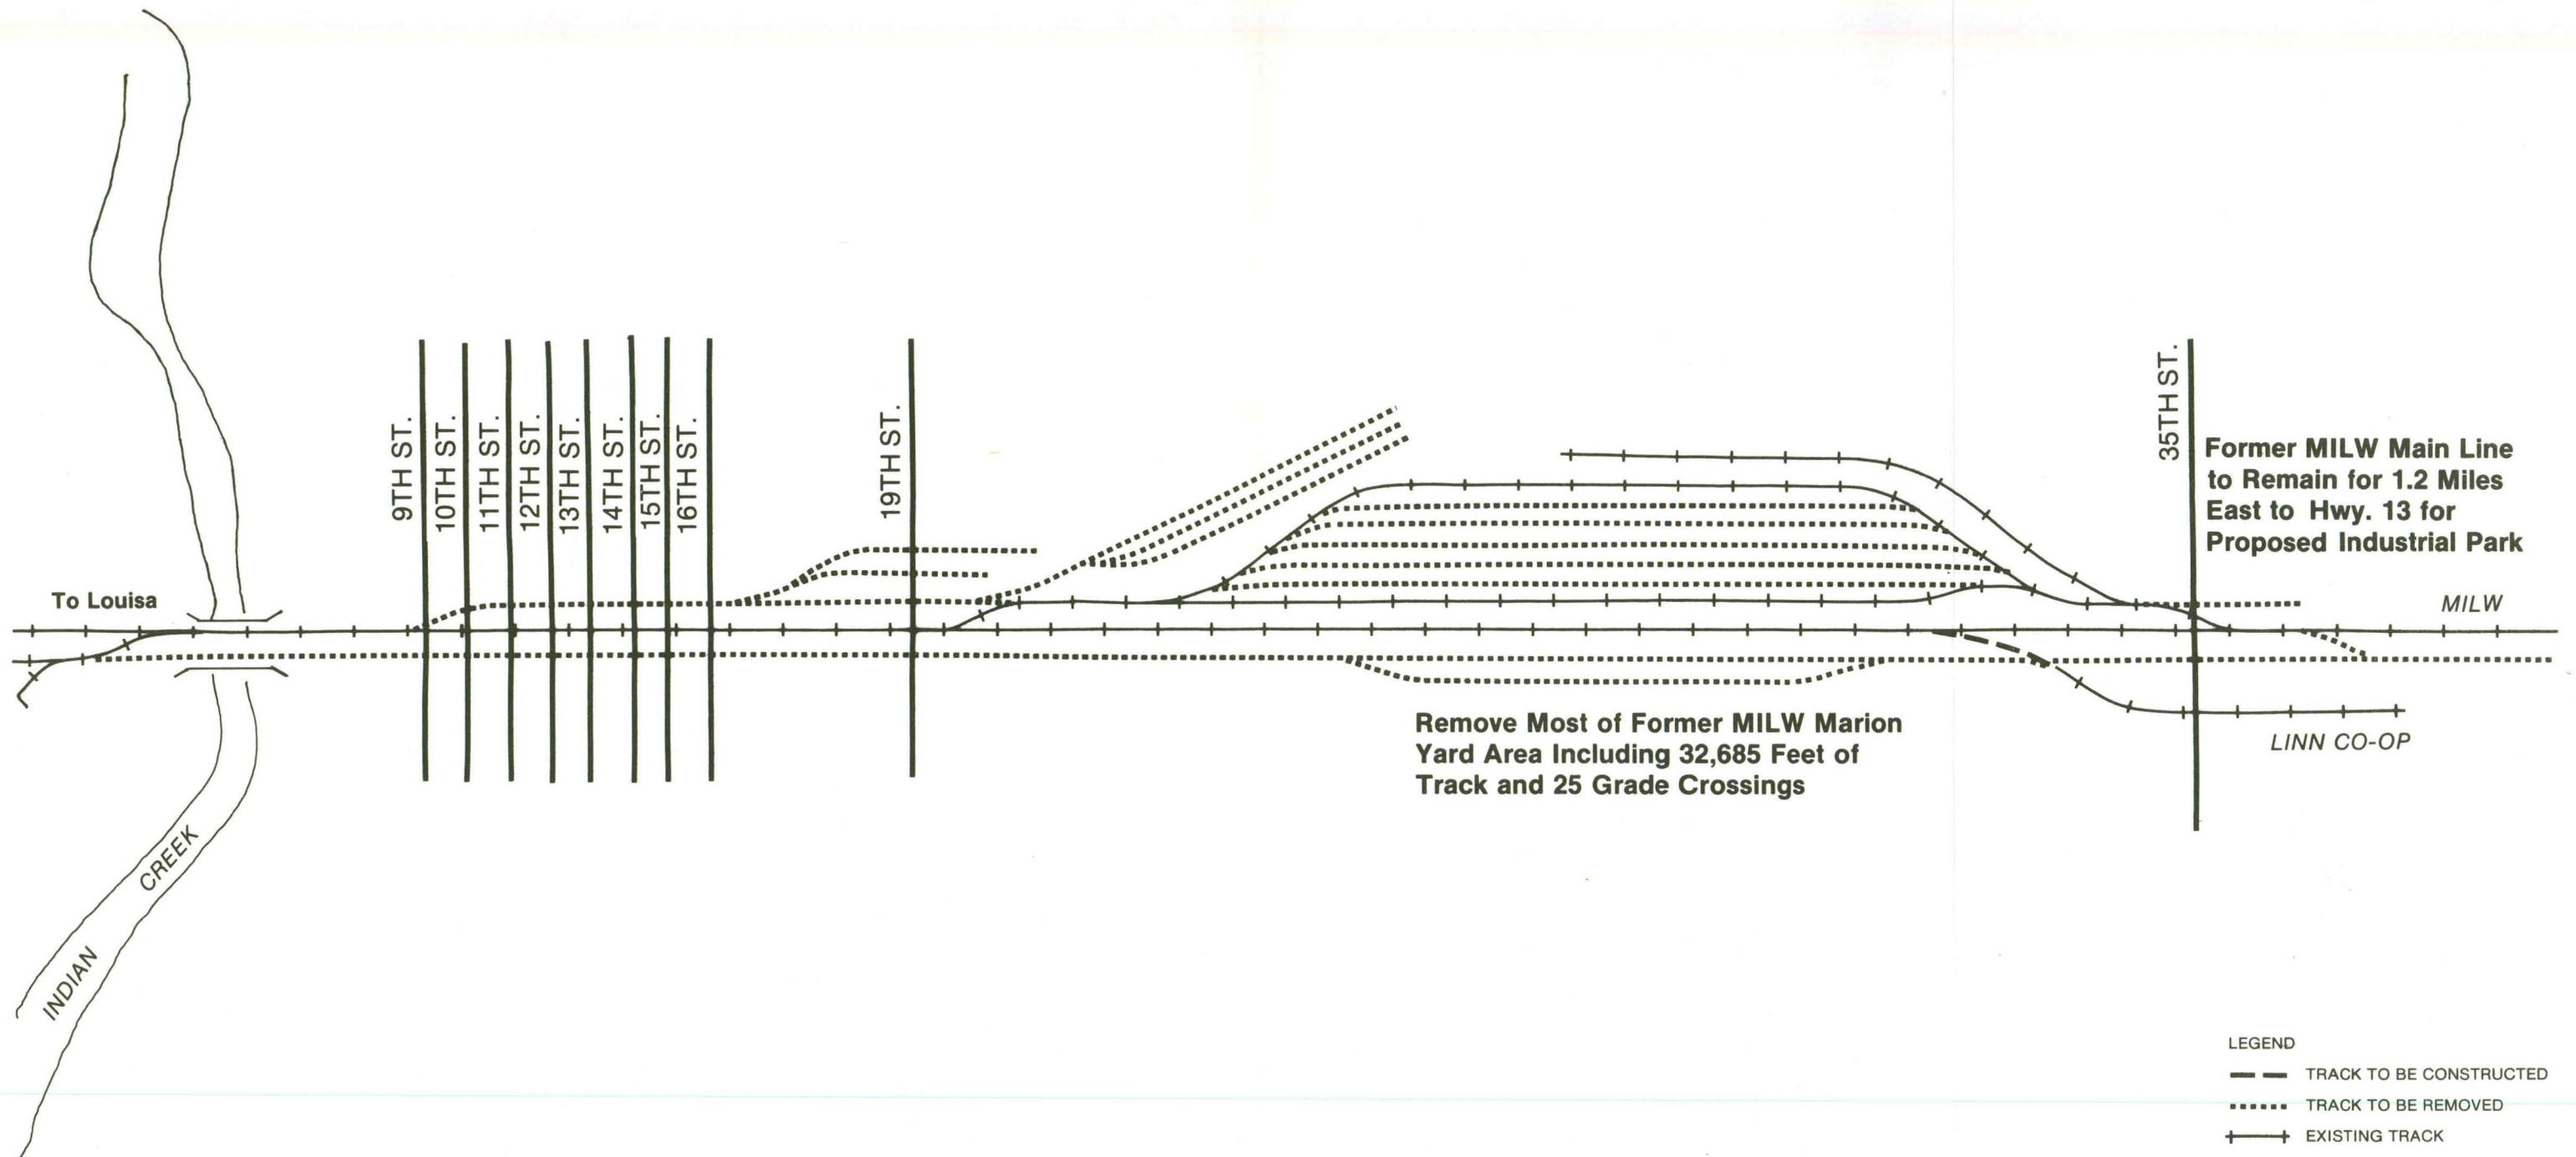 9TH ST.
10TH ST.
11TH ST.
12TH ST.
13TH ST.
14TH ST.
15TH ST.
16TH ST.
19TH ST.
35TH ST.
Former MILW Main Line
to Remain for 1.2 Miles
East to Hwy. 13 for
Proposed Industrial Park
To Louisa
MILW
Remove Most of Former MILW Marion
Yard Area Including 32,685 Feet of
Track and 25 Grade Crossings
LINN CO-OP
INDIAN CREEK
LEGEND
TRACK TO BE CONSTRUCTED
TRACK TO BE REMOVED
EXISTING TRACK